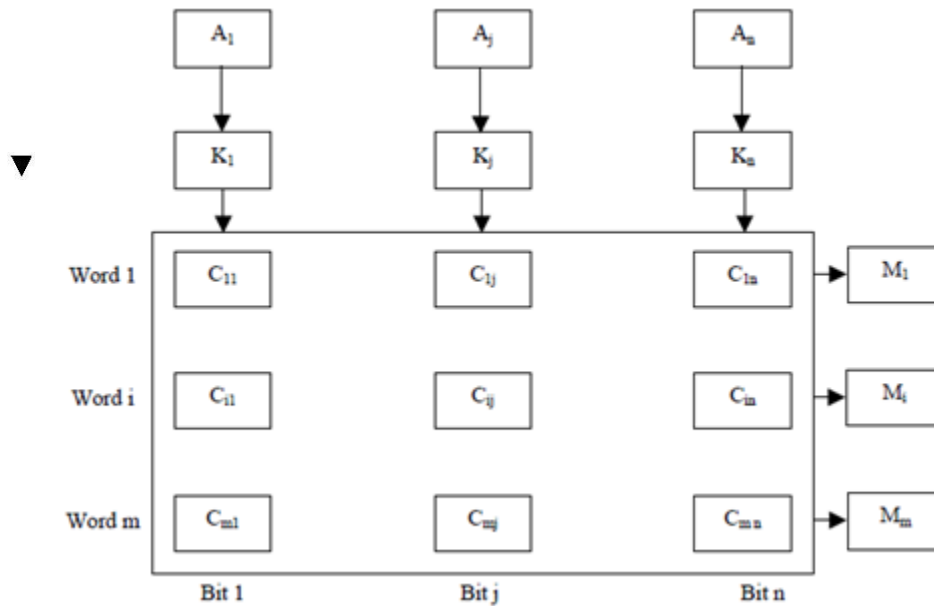 A₁ Aⱼ Aₙ
K₁ Kⱼ Kₙ
Word 1 C₁₁ C₁ⱼ C₁ₙ M₁
Word i Cᵢ₁ Cᵢⱼ Cᵢₙ Mᵢ
Word m Cₘ₁ Cₘⱼ Cₘₙ Mₘ
Bit 1 Bit j Bit n